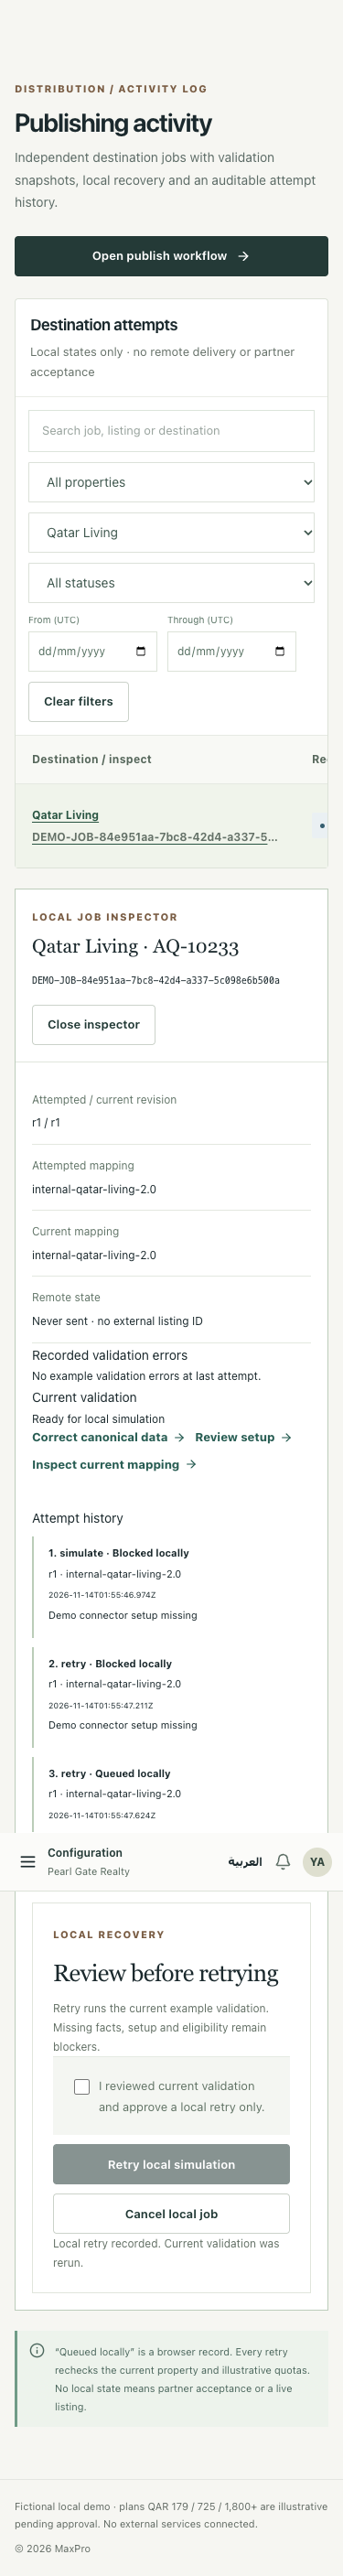 DISTRIBUTION / ACTIVITY LOG
Publishing activity
Independent destination jobs with validation
snapshots, local recovery and an auditable attempt
history.
Open publish workflow →
Destination attempts
Local states only · no remote delivery or partner
acceptance
Search job, listing or destination
All properties
Qatar Living
All statuses
From (UTC)
Through (UTC)
dd/mm/yyyy
dd/mm/yyyy
Clear filters
Destination / inspect
Qatar Living
DEMO-JOB-84e951aa-7bc8-42d4-a337-5...
LOCAL JOB INSPECTOR
Qatar Living · AQ-10233
DEMO-JOB-84e951aa-7bc8-42d4-a337-5c098e6b500a
Close inspector
Attempted / current revision
r1 / r1
Attempted mapping
internal-qatar-living-2.0
Current mapping
internal-qatar-living-2.0
Remote state
Never sent · no external listing ID
Recorded validation errors
No example validation errors at last attempt.
Current validation
Ready for local simulation
Correct canonical data → Review setup →
Inspect current mapping →
Attempt history
1. simulate · Blocked locally
r1 · internal-qatar-living-2.0
2026-11-14T01:55:46.974Z
Demo connector setup missing
2. retry · Blocked locally
r1 · internal-qatar-living-2.0
2026-11-14T01:55:47.211Z
Demo connector setup missing
3. retry · Queued locally
r1 · internal-qatar-living-2.0
2026-11-14T01:55:47.624Z
Configuration
Pearl Gate Realty
العربية
YA
LOCAL RECOVERY
Review before retrying
Retry runs the current example validation.
Missing facts, setup and eligibility remain
blockers.
I reviewed current validation
and approve a local retry only.
Retry local simulation
Cancel local job
Local retry recorded. Current validation was
rerun.
"Queued locally" is a browser record. Every retry
rechecks the current property and illustrative quotas.
No local state means partner acceptance or a live
listing.
Fictional local demo · plans QAR 179 / 725 / 1,800+ are illustrative
pending approval. No external services connected.
© 2026 MaxPro